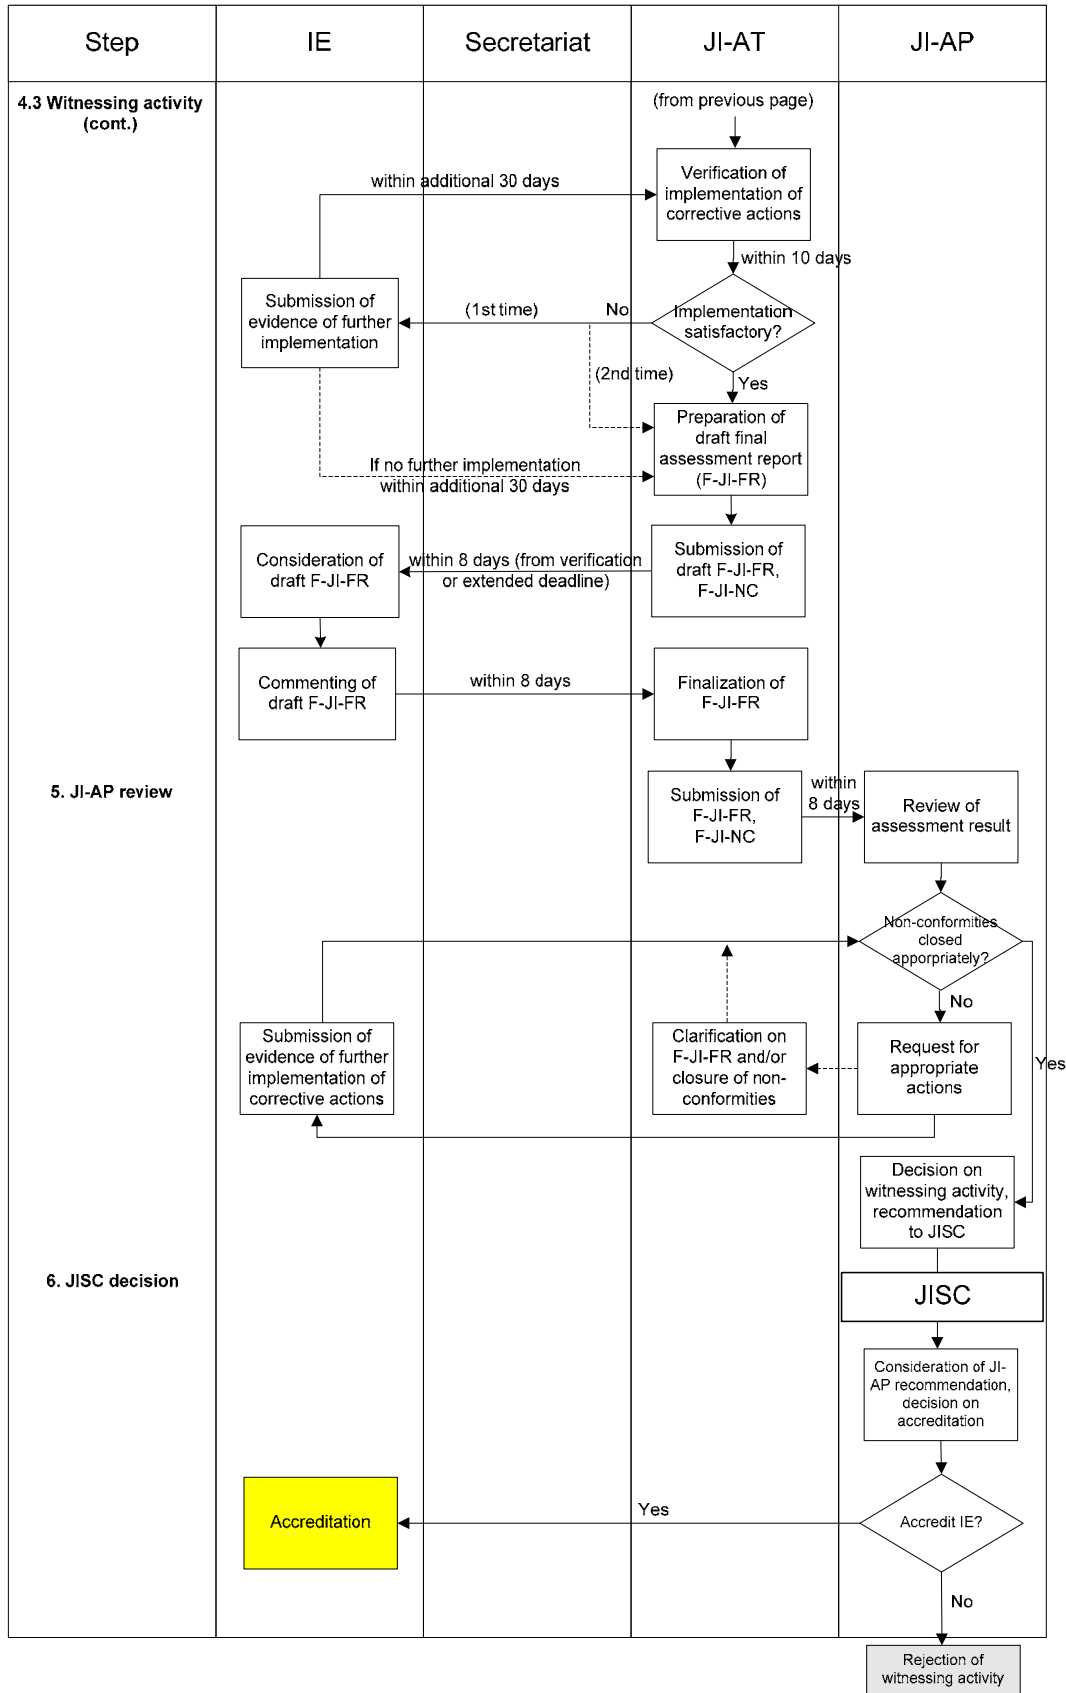 Step
IE
Secretariat
JI-AT
JI-AP
4.3 Witnessing activity
(cont.)
(from previous page)
Verification of
implementation of
corrective actions
within additional 30 days
within 10 days
Submission of
evidence of further
implementation
(1st time)
No
Implementation
satisfactory?
(2nd time)
Yes
Preparation of
draft final
assessment report
(F-JI-FR)
If no further implementation
within additional 30 days
Consideration of
draft F-JI-FR
within 8 days (from verification
or extended deadline)
Submission of
draft F-JI-FR,
F-JI-NC
Commenting of
draft F-JI-FR
within 8 days
Finalization of
F-JI-FR
5. JI-AP review
Submission of
F-JI-FR,
F-JI-NC
within
8 days
Review of
assessment result
Non-conformities
closed
apporpriately?
No
Submission of
evidence of further
implementation of
corrective actions
Clarification on
F-JI-FR and/or
closure of non-
conformities
Request for
appropriate
actions
Yes
Decision on
witnessing activity,
recommendation
to JISC
6. JISC decision
JISC
Consideration of JI-
AP recommendation,
decision on
accreditation
Accreditation
Yes
Accredit IE?
No
Rejection of
witnessing activity